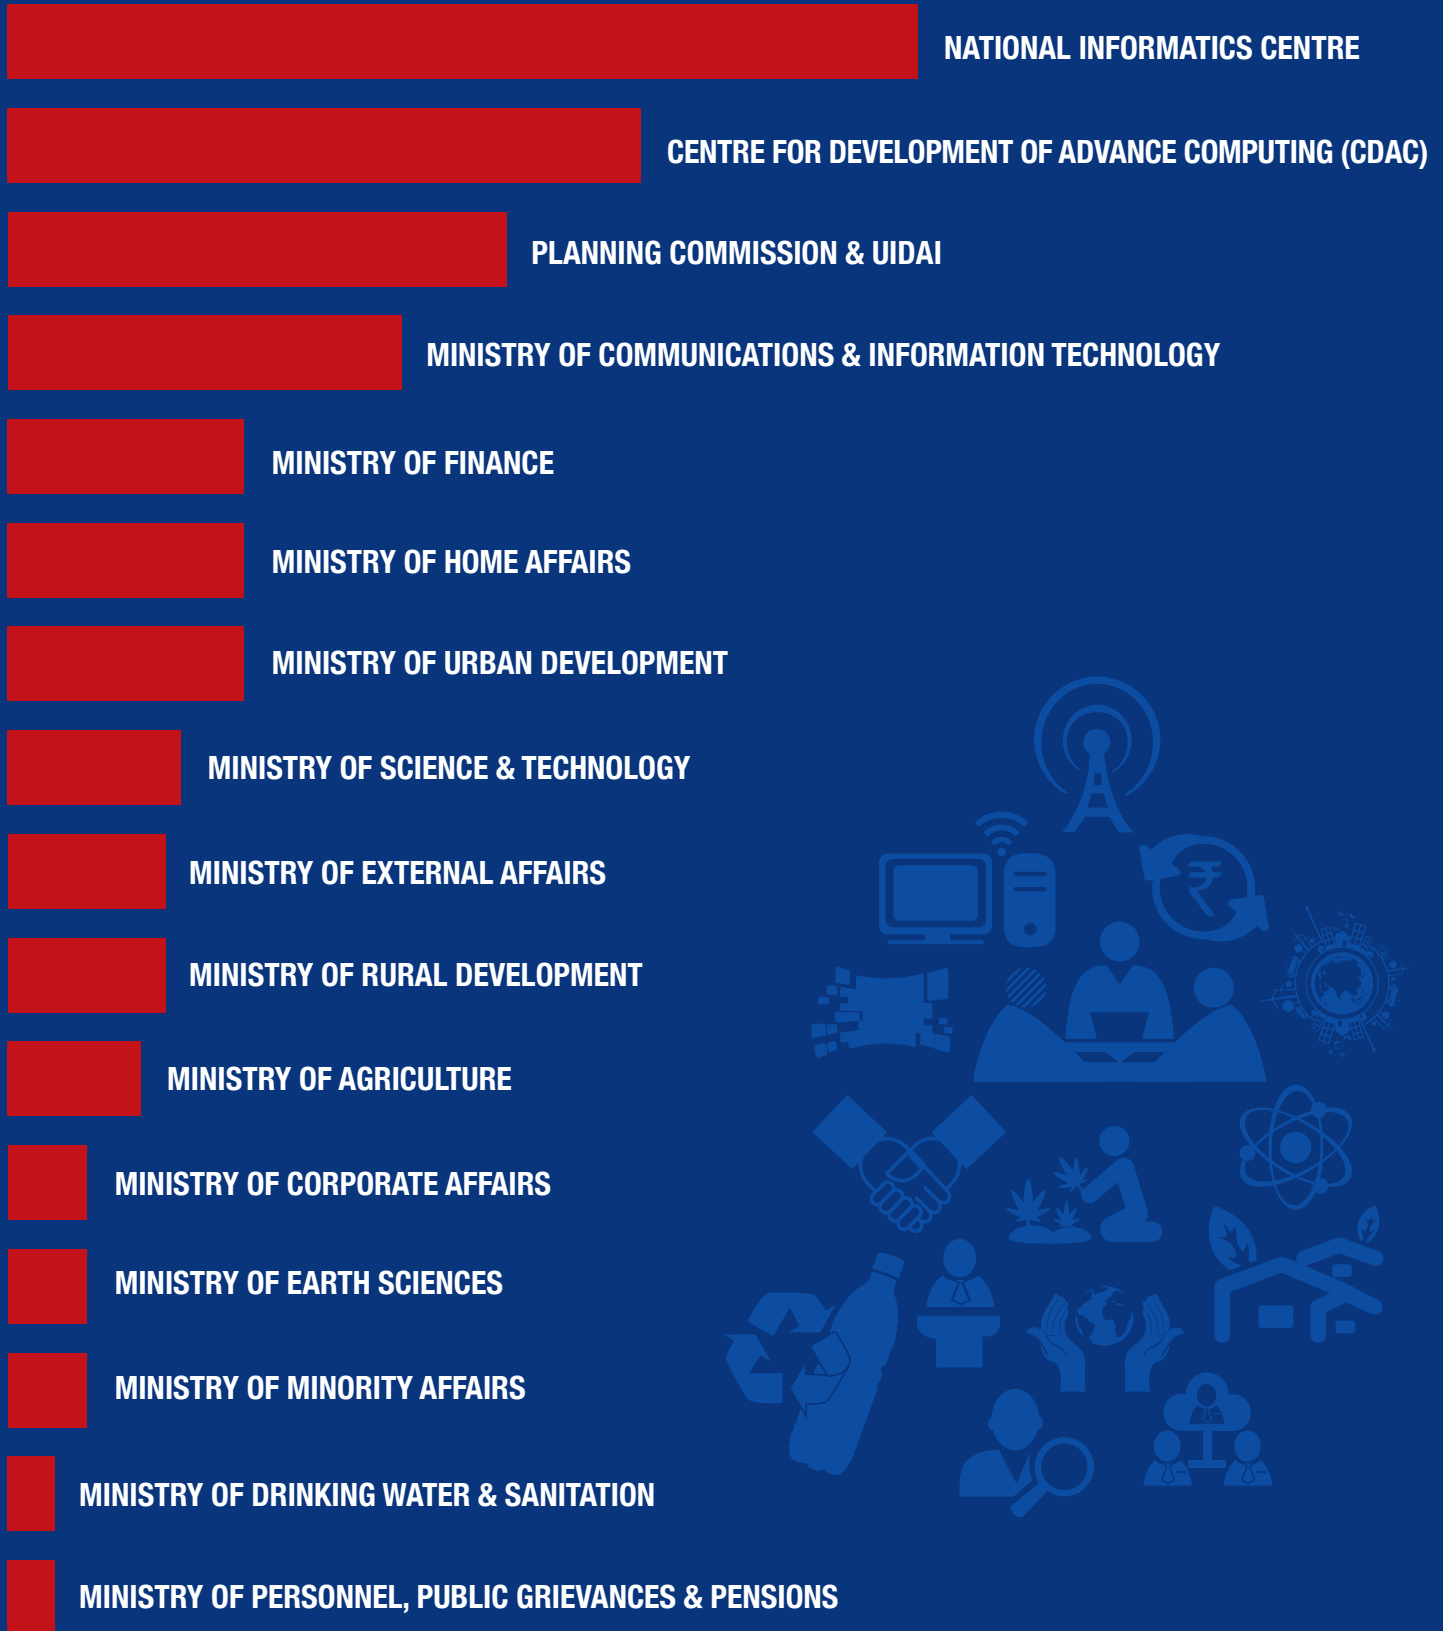 NATIONAL INFORMATICS CENTRE
CENTRE FOR DEVELOPMENT OF ADVANCE COMPUTING (CDAC)
PLANNING COMMISSION & UIDAI
MINISTRY OF COMMUNICATIONS & INFORMATION TECHNOLOGY
MINISTRY OF FINANCE
MINISTRY OF HOME AFFAIRS
MINISTRY OF URBAN DEVELOPMENT
MINISTRY OF SCIENCE & TECHNOLOGY
MINISTRY OF EXTERNAL AFFAIRS
MINISTRY OF RURAL DEVELOPMENT
MINISTRY OF AGRICULTURE
MINISTRY OF CORPORATE AFFAIRS
MINISTRY OF EARTH SCIENCES
MINISTRY OF MINORITY AFFAIRS
MINISTRY OF DRINKING WATER & SANITATION
MINISTRY OF PERSONNEL, PUBLIC GRIEVANCES & PENSIONS
₹